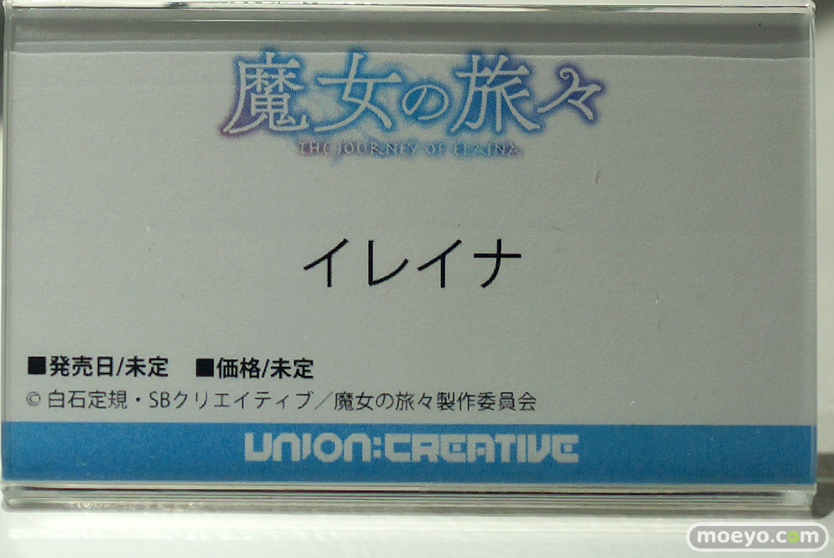 魔女の旅々
THE JOURNEY OF ELAINA
イレイナ
■発売日/未定 ■価格/未定
© 白石定規・SBクリエイティブ／魔女の旅々製作委員会
UNION:CREATIVE
moeyo.com